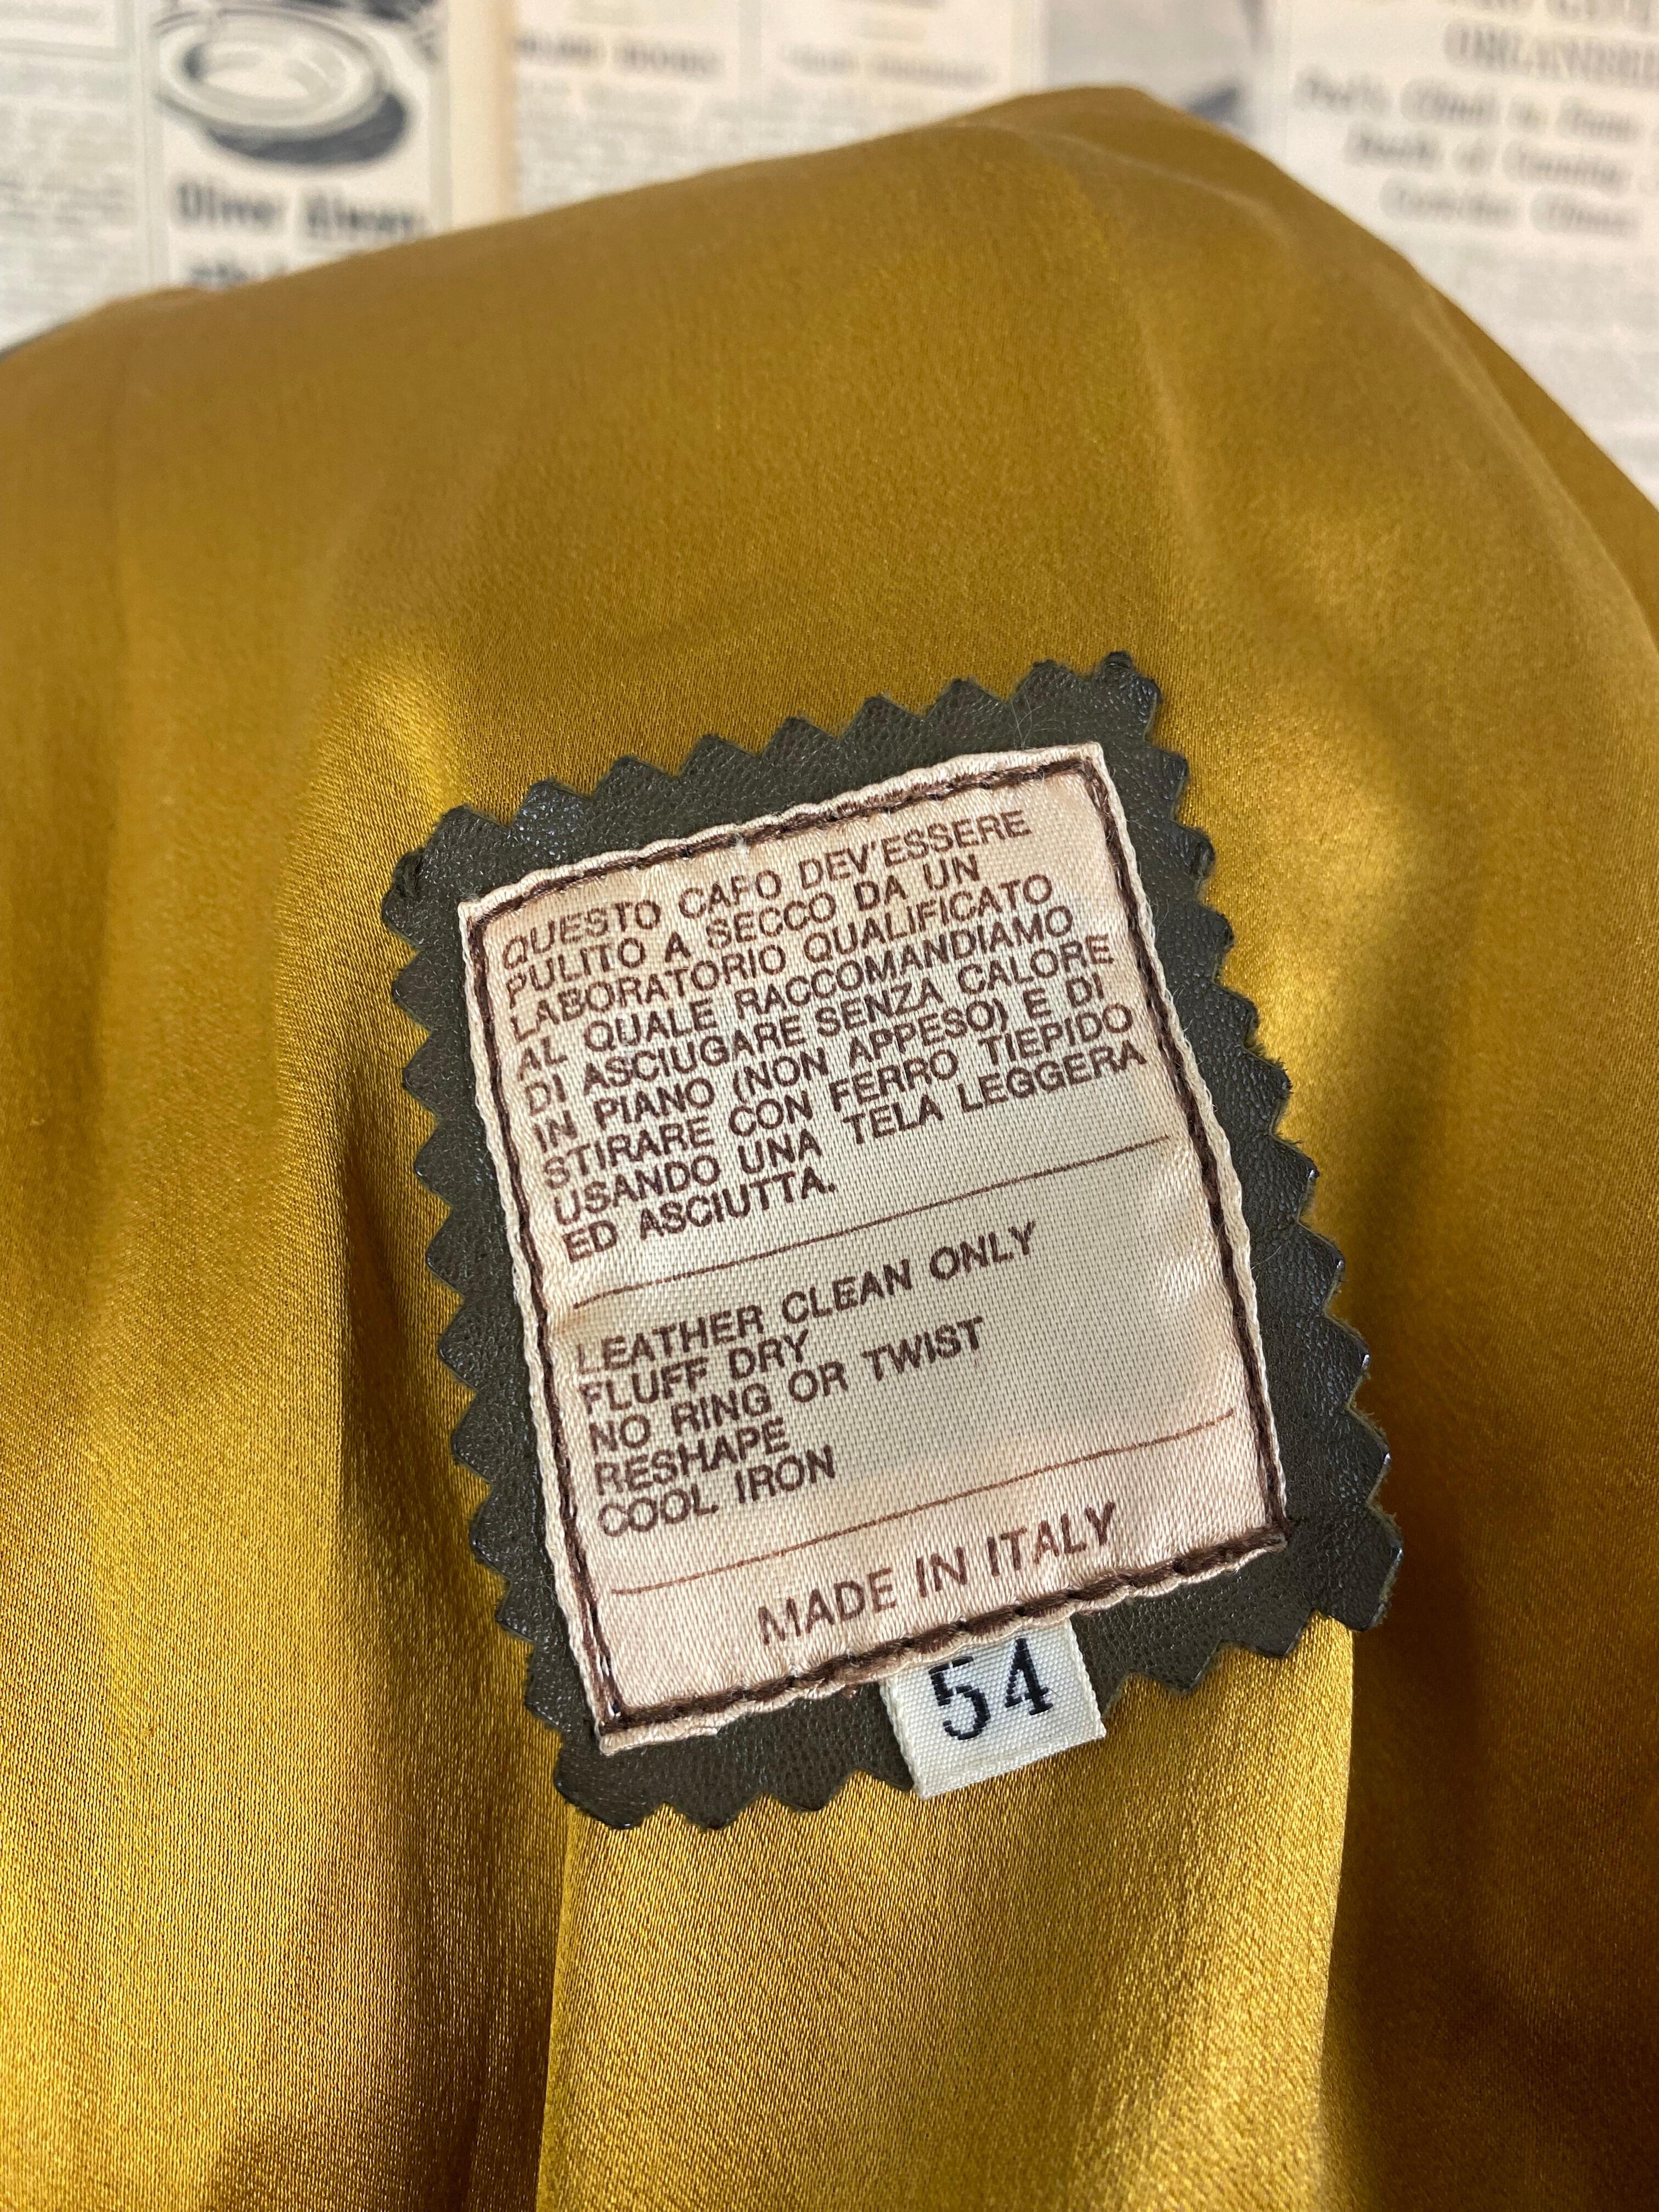 Olive
ORGANISED
QUESTO CAPO DEV'ESSERE
PULITO A SECCO DA UN
LABORATORIO QUALIFICATO
AL QUALE RACCOMANDIAMO
DI ASCIUGARE SENZA CALORE
IN PIANO (NON APPESO) E DI
STIRARE CON FERRO TIEPIDO
USANDO UNA TELA LEGGERA
ED ASCIUTTA.
LEATHER CLEAN ONLY
FLUFF DRY
NO RING OR TWIST
RESHAPE
COOL IRON
MADE IN ITALY
54